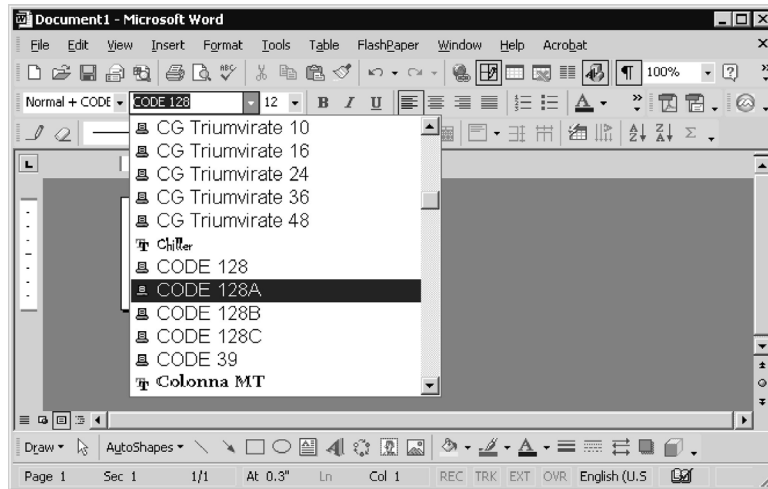 Document1 - Microsoft Word
File Edit View Insert Format Tools Table FlashPaper Window Help Acrobat
ABC
100%
Normal + CODE CODE 128 12 B I U A
CG Triumvirate 10
CG Triumvirate 16
CG Triumvirate 24
CG Triumvirate 36
CG Triumvirate 48
Chiller
CODE 128
CODE 128A
CODE 128B
CODE 128C
CODE 39
Colonna MT
Draw AutoShapes A
Page 1 Sec 1 1/1 At 0.3" Ln Col 1 REC TRK EXT OVR English (U.S